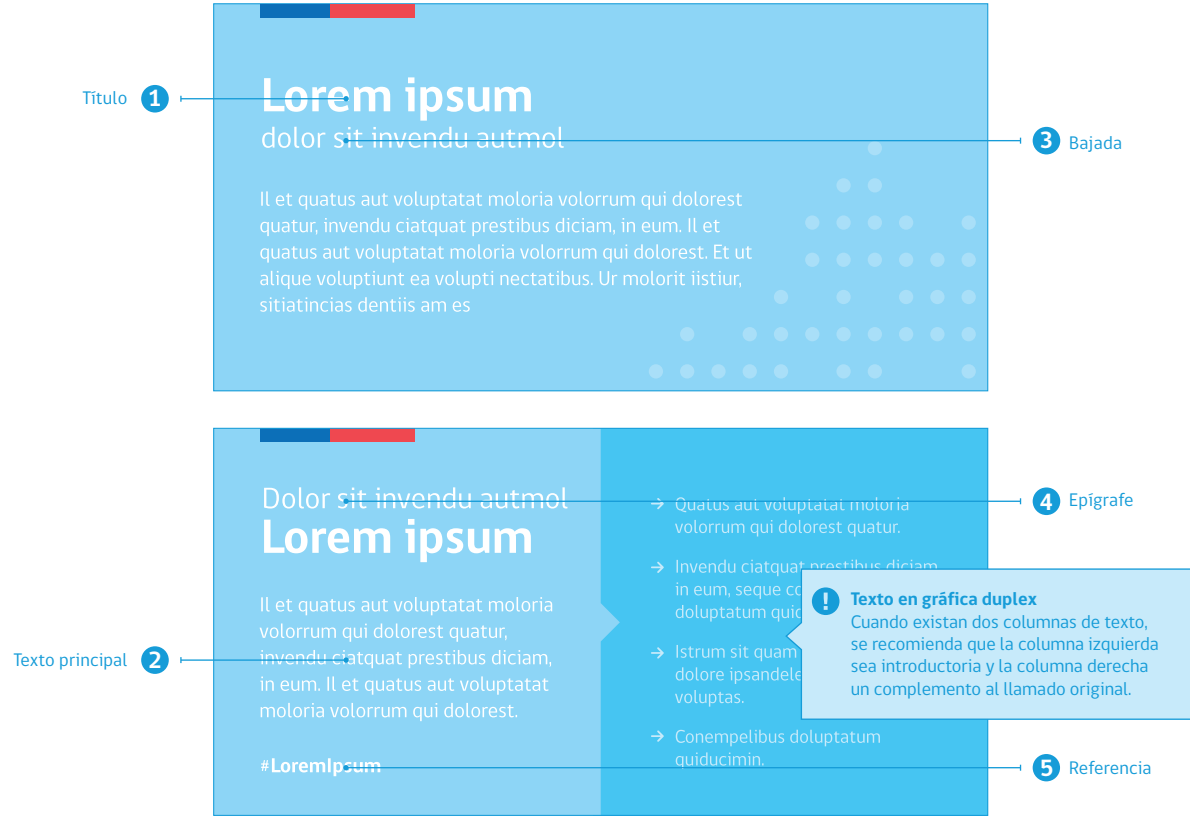 Título 1
Lorem ipsum
dolor sit invendu autmol
3 Bajada
Il et quatus aut voluptatat moloria volorrum qui dolorest
quatur, invendu ciatquat prestibus diciam, in eum. Il et
quatus aut voluptatat moloria volorrum qui dolorest. Et ut
alique voluptiunt ea volupti nectatibus. Ur molorit iistiur,
sitiatincias dentiis am es
Dolor sit invendu autmol
Lorem ipsum
4 Epígrafe
Texto principal 2
Il et quatus aut voluptatat moloria
volorrum qui dolorest quatur,
invendu ciatquat prestibus diciam,
in eum. Il et quatus aut voluptatat
moloria volorrum qui dolorest.
#LoremIpsum
→ Quatus aut voluptatat moloria
volorrum qui dolorest quatur.
→ Invendu ciatquat prestibus diciam
in eum, seque
doluptatum
→ Istrum sit quam
dolore
voluptas.
→ Conempelibus doluptatum
quiducimin.
! Texto en gráfica duplex
Cuando existan dos columnas de texto,
se recomienda que la columna izquierda
sea introductoria y la columna derecha
un complemento al llamado original.
5 Referencia